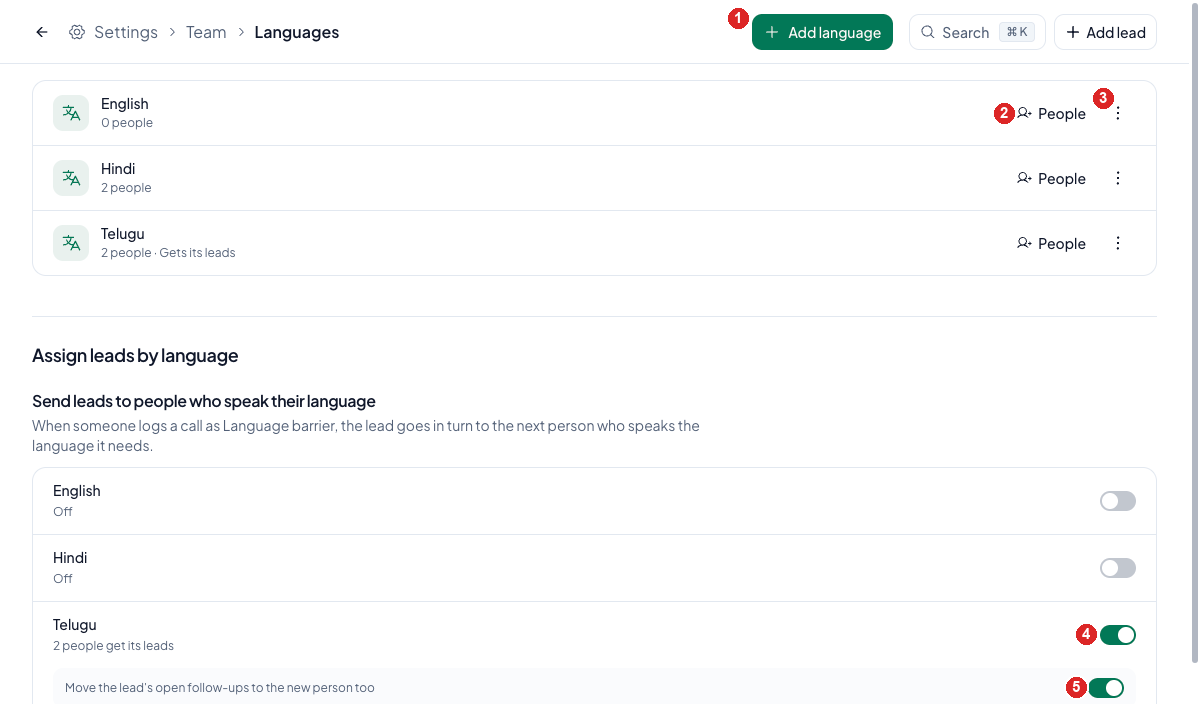 Settings > Team > Languages
1
Add language
Search ⌘ K
Add lead
English
0 people
2
People
3
Hindi
2 people
People
Telugu
2 people · Gets its leads
People
Assign leads by language
Send leads to people who speak their language
When someone logs a call as Language barrier, the lead goes in turn to the next person who speaks the
language it needs.
English
Off
Hindi
Off
Telugu
2 people get its leads
4
Move the lead's open follow-ups to the new person too
5